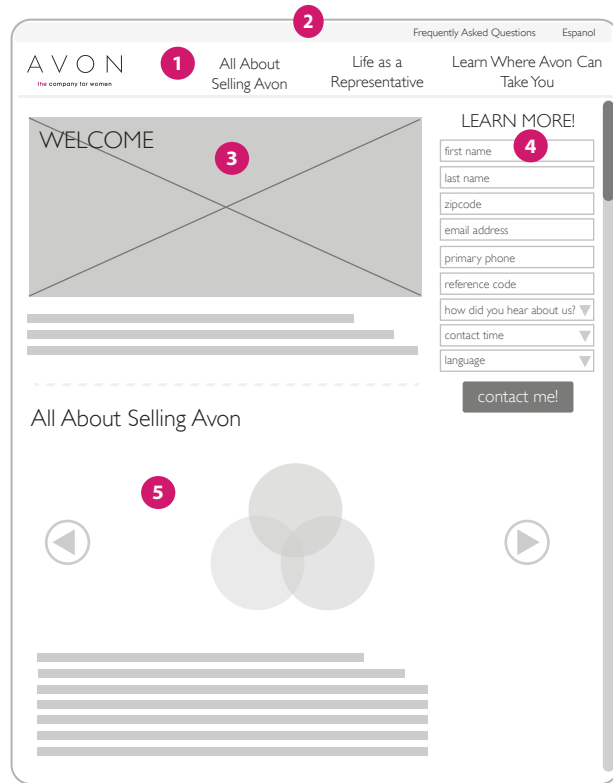 2
Frequently Asked Questions Espanol
AVON
the company for women
1
All About
Selling Avon
Life as a
Representative
Learn Where Avon Can
Take You
WELCOME
3
LEARN MORE!
4
first name
last name
zipcode
email address
primary phone
reference code
how did you hear about us?
contact time
language
contact me!
All About Selling Avon
5